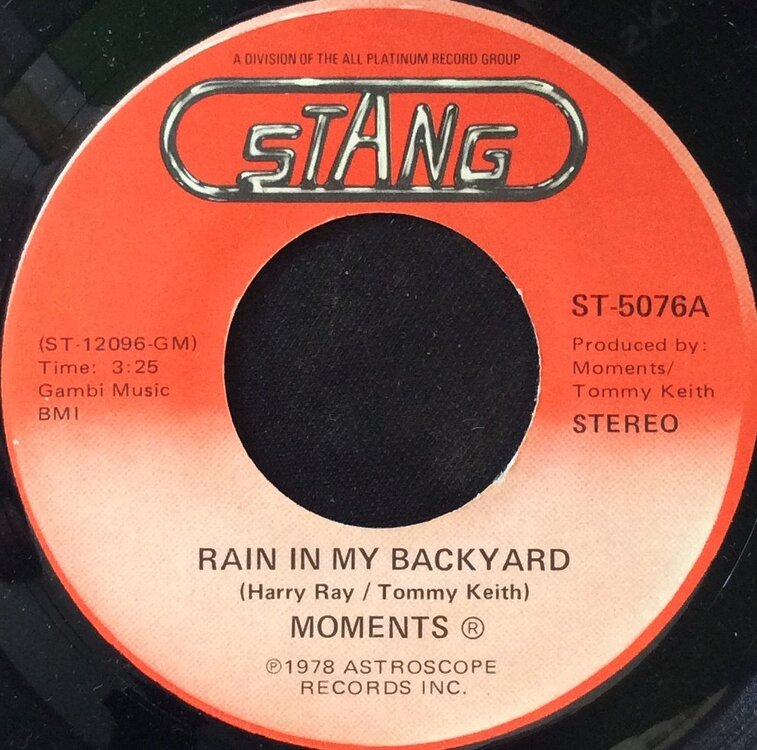 A DIVISION OF THE ALL PLATINUM RECORD GROUP
STANG
ST-5076A
Produced by:
Moments/
Tommy Keith
STEREO
(ST-12096-GM)
Time: 3:25
Gambi Music
BMI
RAIN IN MY BACKYARD
(Harry Ray / Tommy Keith)
MOMENTS ®
℗1978 ASTROSCOPE
RECORDS INC.